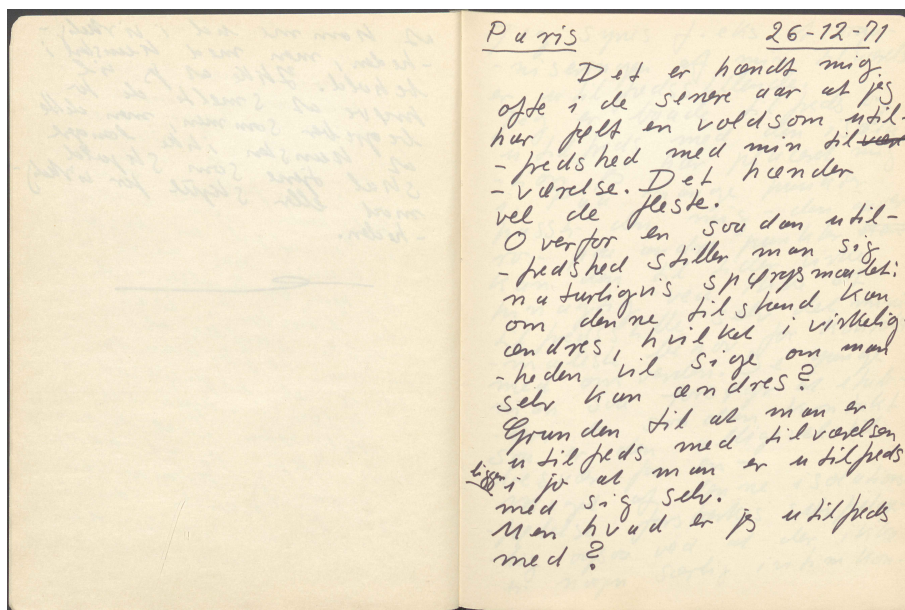 Paris 26-12-71
Det er hændt mig
ofte i de senere aar at jeg
har følt en voldsom util-
-fredshed med min tilvær
-værelse. Det hænder
vel de fleste.
Overfor en saadan util-
-fredshed stiller man sig
naturligvis spørgsmaalet:
om denne tilstand kan
ændres, hvilket i virkelig-
-heden vil sige om man
selv kan ændres?
Grunden til at man er
utilfreds med tilværelsen
ligger
i jo at man er utilfreds
med sig selv.
Men hvad er jeg utilfreds
med?